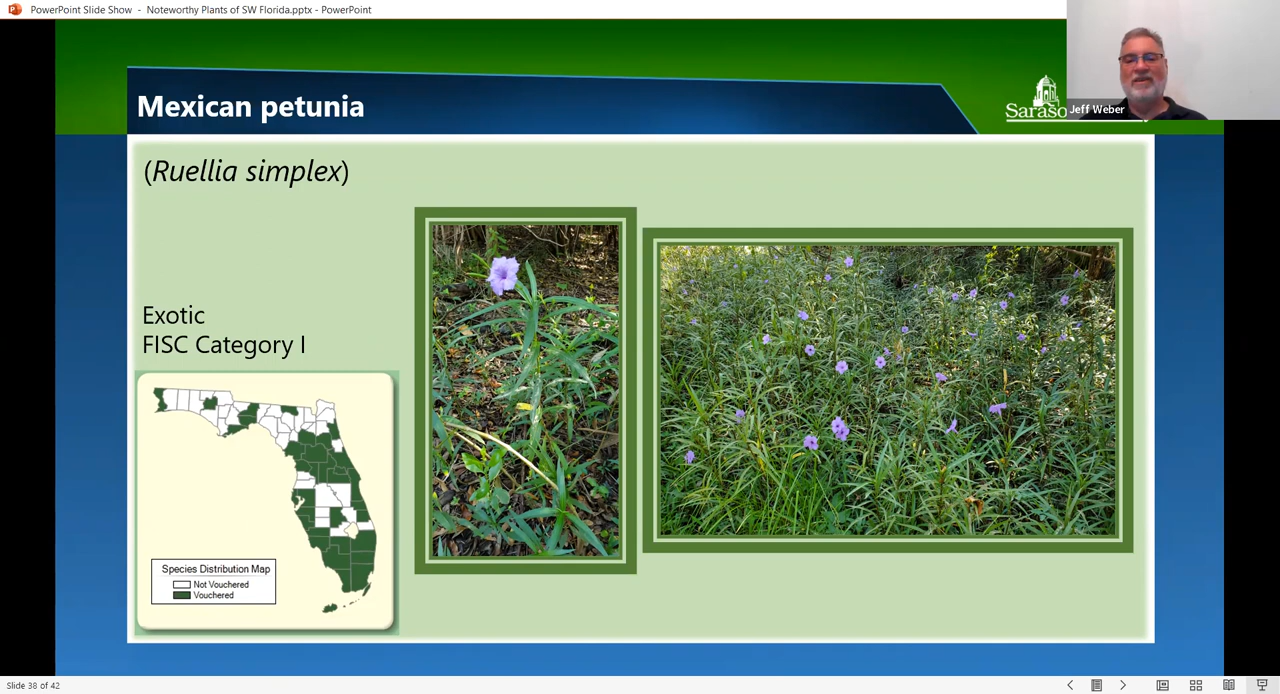 PowerPoint Slide Show - Noteworthy Plants of SW Florida.pptx - PowerPoint
Mexican petunia
Saraso
Jeff Weber
(Ruellia simplex)
Exotic
FISC Category I
Species Distribution Map
Not Vouchered
Vouchered
Slide 38 of 42